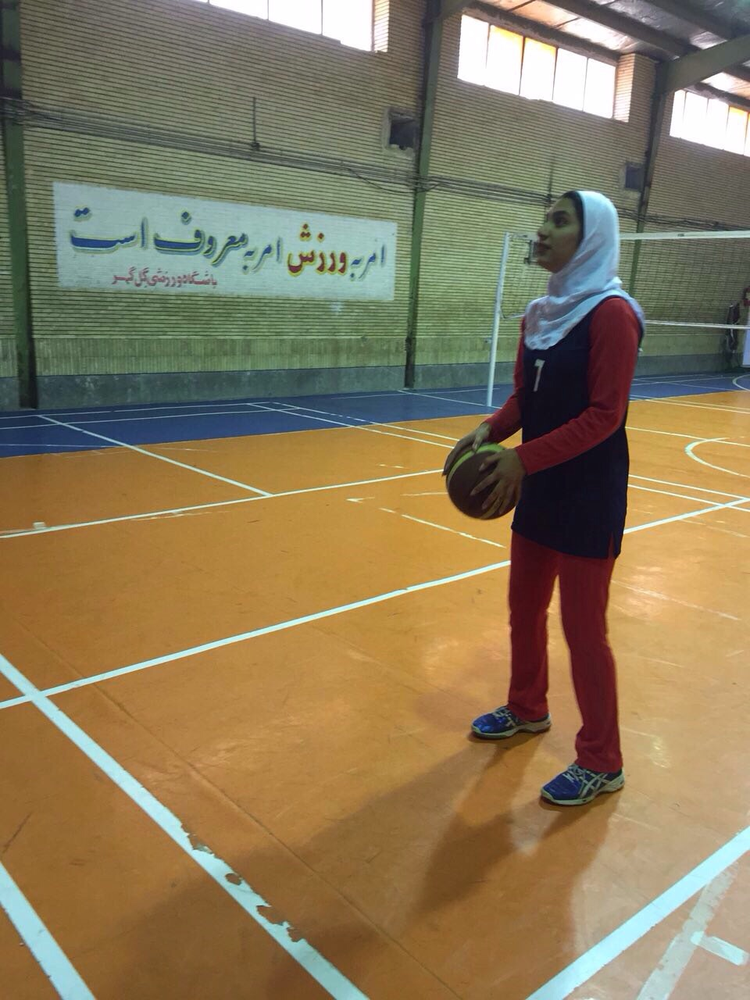 امر به ورزش امر به معروف است
باشگاه ورزشی گل گهر
7